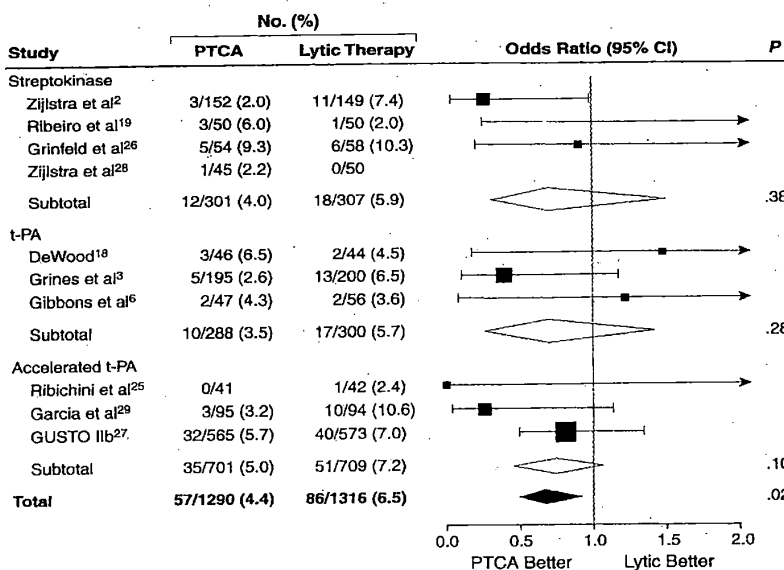 No. (%)
Study PTCA Lytic Therapy Odds Ratio (95% CI) P
Streptokinase
Zijlstra et al² 3/152 (2.0) 11/149 (7.4)
Ribeiro et al¹⁹ 3/50 (6.0) 1/50 (2.0)
Grinfeld et al²⁶ 5/54 (9.3) 6/58 (10.3)
Zijlstra et al²⁸ 1/45 (2.2) 0/50
Subtotal 12/301 (4.0) 18/307 (5.9) .38
t-PA
DeWood¹⁸ 3/46 (6.5) 2/44 (4.5)
Grines et al³ 5/195 (2.6) 13/200 (6.5)
Gibbons et al⁶ 2/47 (4.3) 2/56 (3.6)
Subtotal 10/288 (3.5) 17/300 (5.7) .28
Accelerated t-PA
Ribichini et al²⁵ 0/41 1/42 (2.4)
Garcia et al²⁹ 3/95 (3.2) 10/94 (10.6)
GUSTO IIb²⁷ 32/565 (5.7) 40/573 (7.0)
Subtotal 35/701 (5.0) 51/709 (7.2) .10
Total 57/1290 (4.4) 86/1316 (6.5) .02
0.0 0.5 1.0 1.5 2.0
PTCA Better Lytic Better